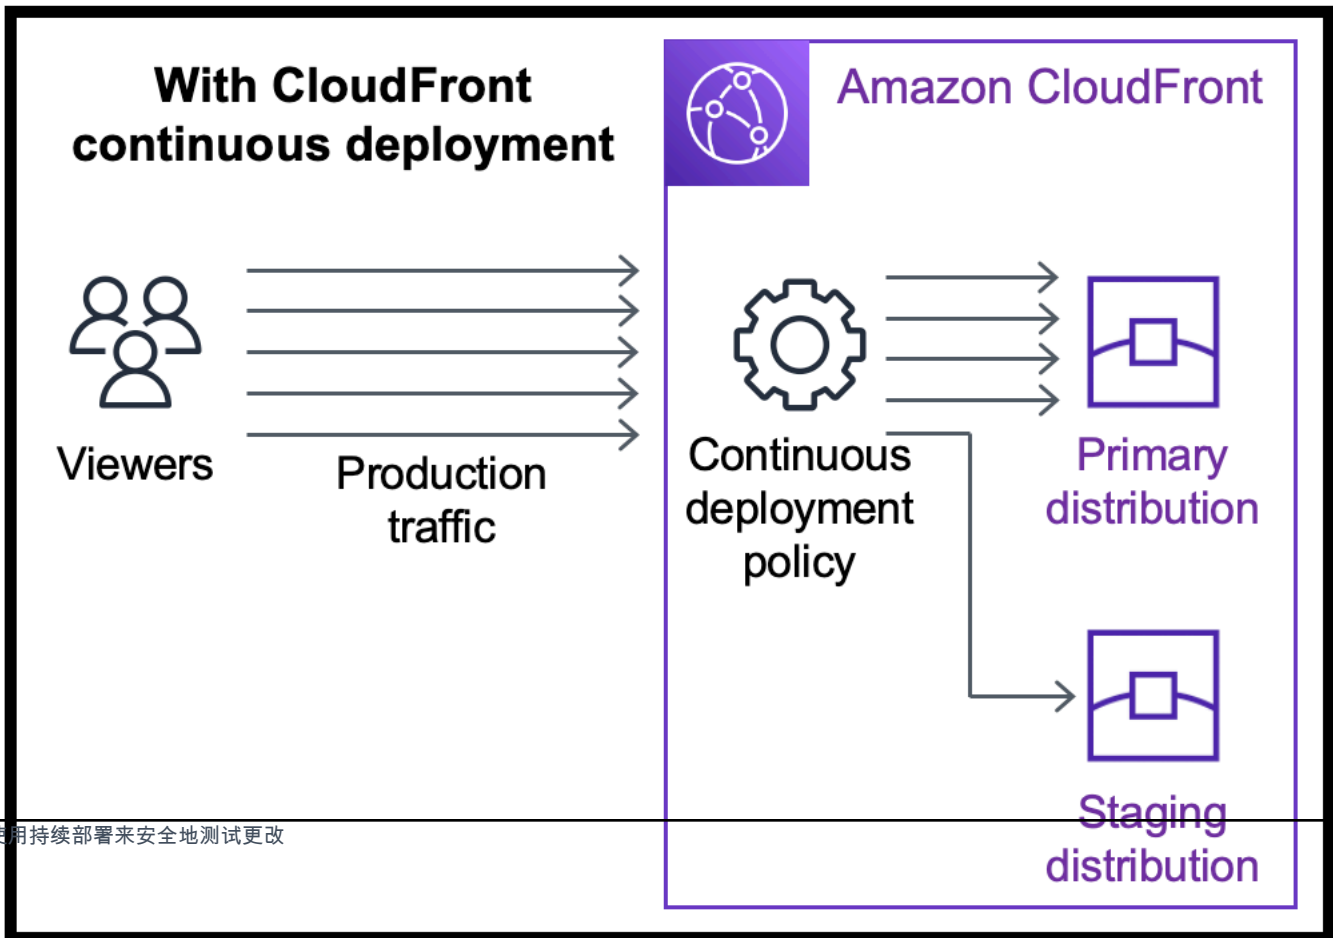 With CloudFront
continuous deployment
Amazon CloudFront
Viewers
Production
traffic
Continuous
deployment
policy
Primary
distribution
Staging
distribution
使用持续部署来安全地测试更改